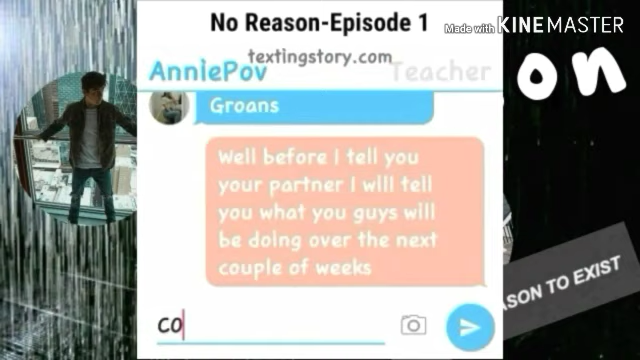 No Reason-Episode 1
Made with KINEMASTER
textingstory.com
AnniePov Teacher
on
Groans
Well before I tell you
your partner I will tell
you what you guys will
be doing over the next
couple of weeks
SON TO EXIST
co